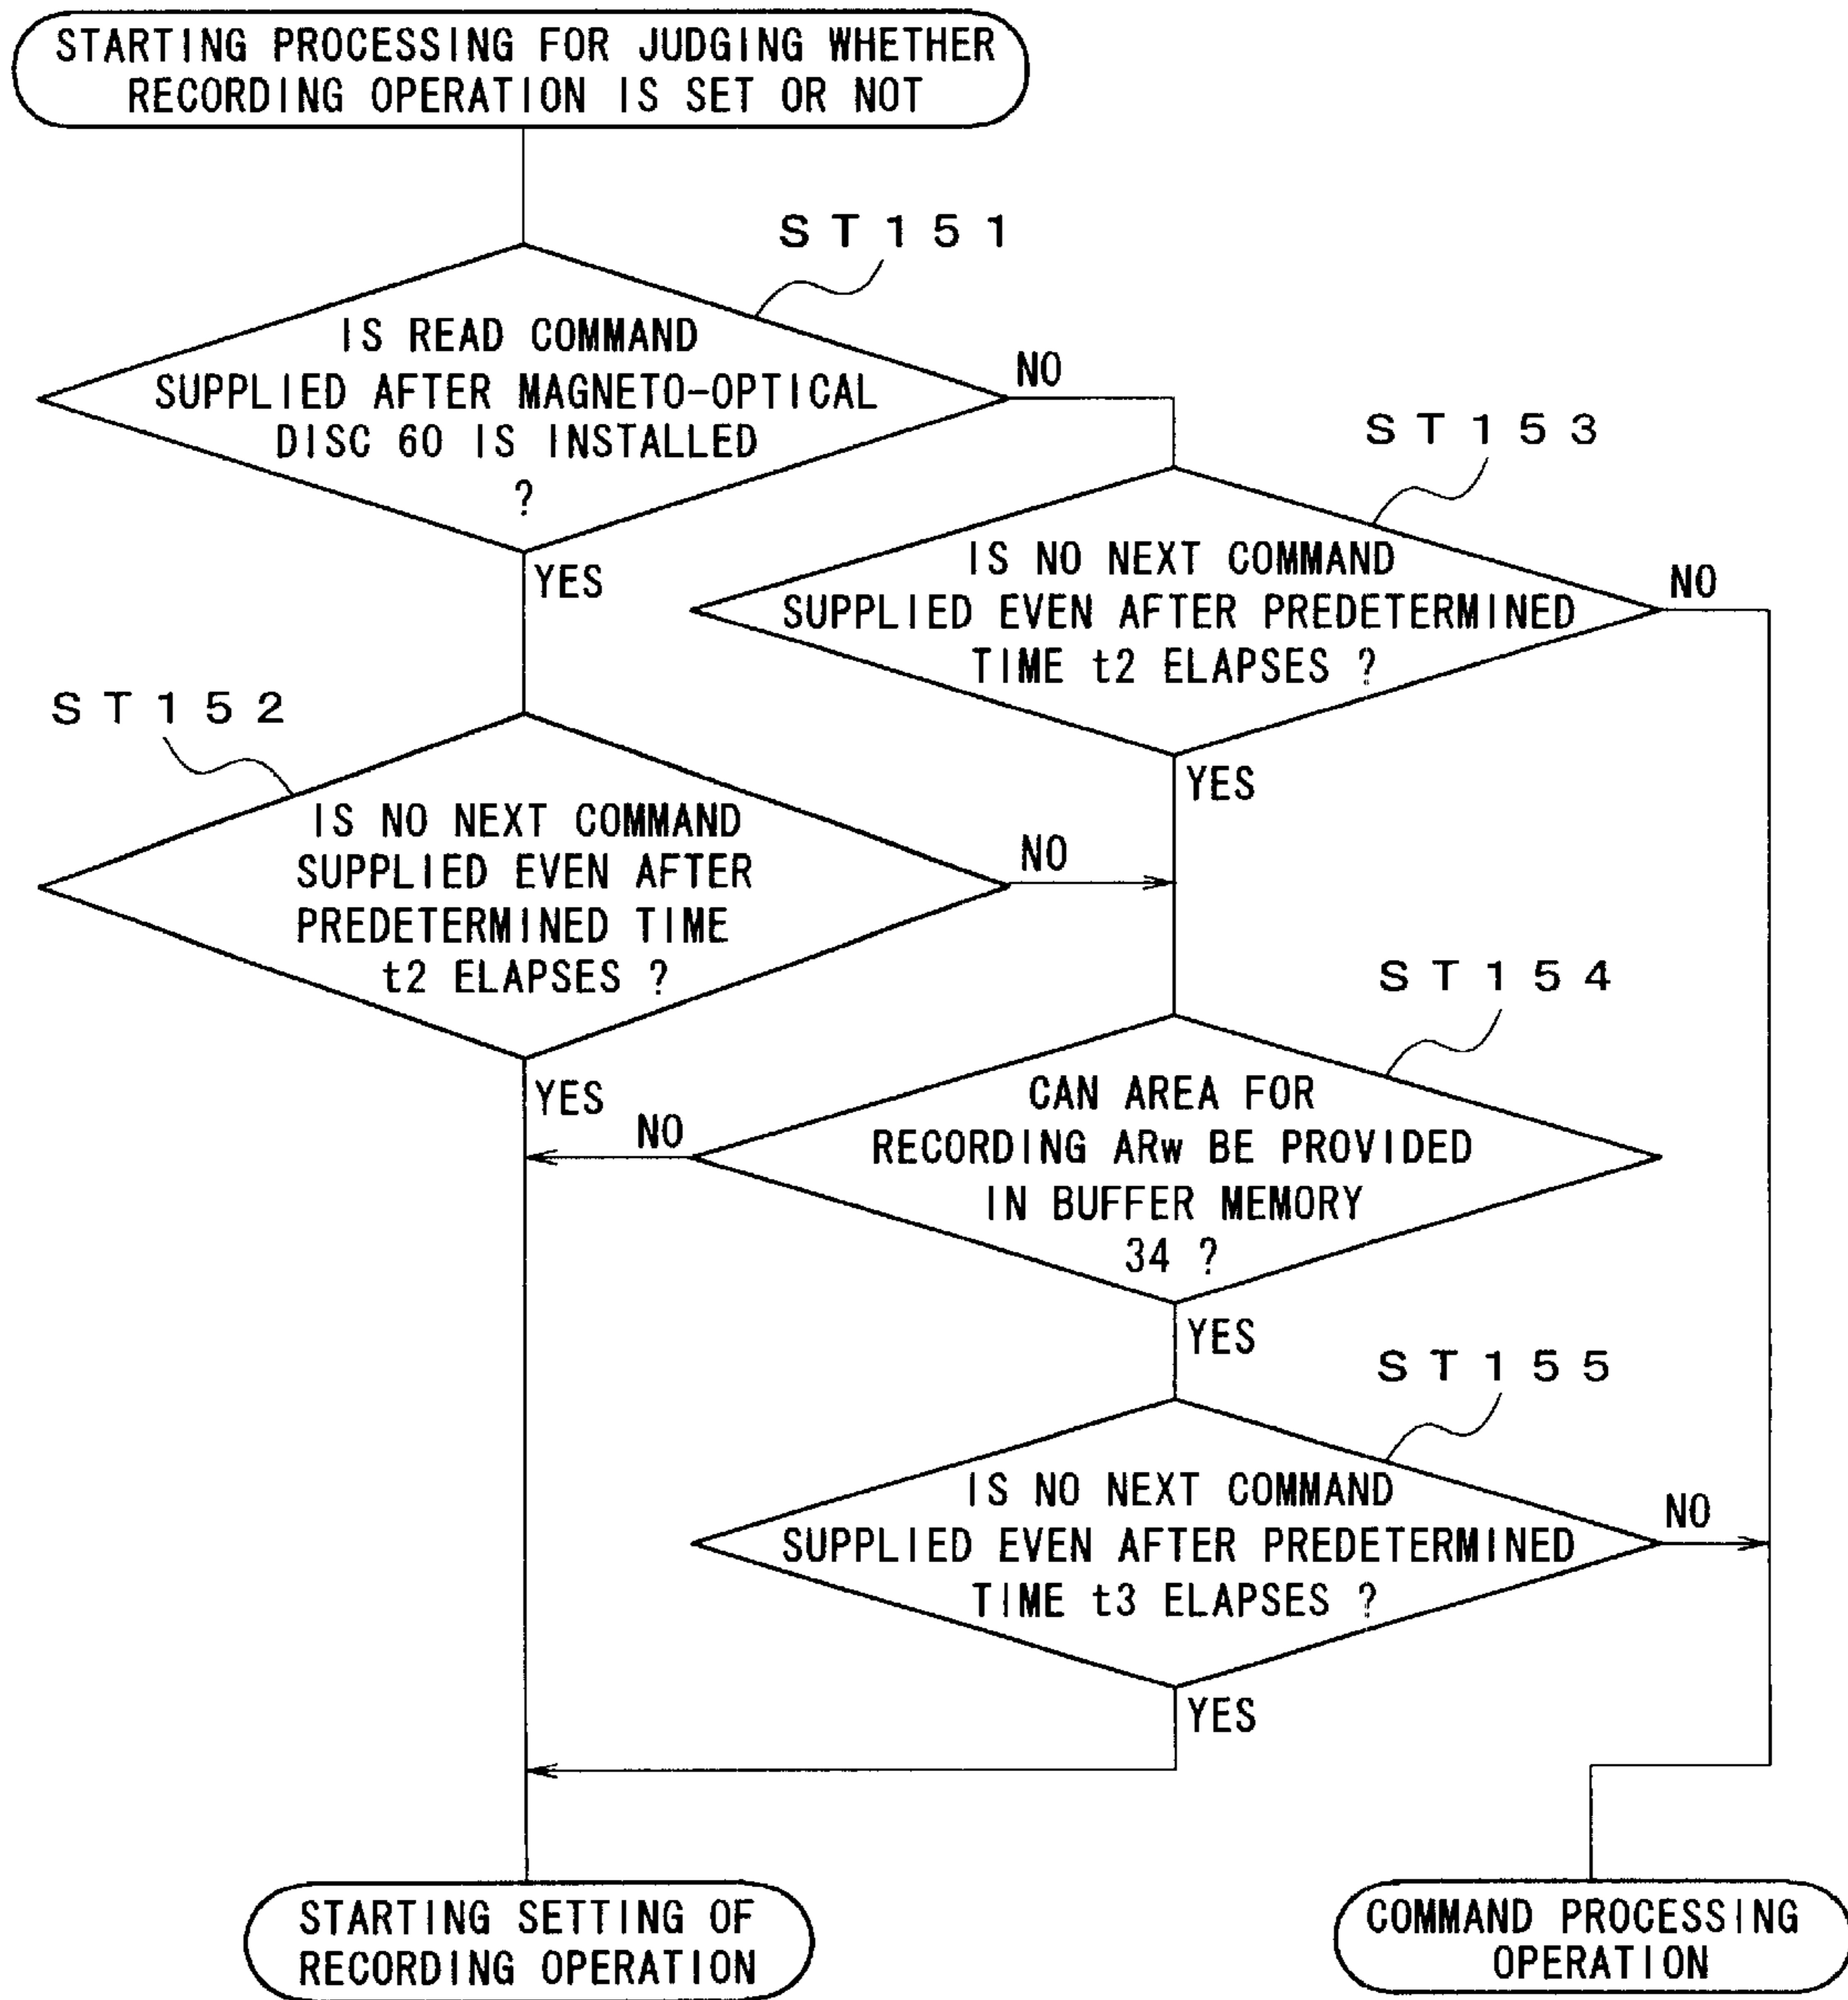 STARTING PROCESSING FOR JUDGING WHETHER
RECORDING OPERATION IS SET OR NOT
ST151
IS READ COMMAND
SUPPLIED AFTER MAGNETO-OPTICAL
DISC 60 IS INSTALLED
?
NO
YES
ST153
IS NO NEXT COMMAND
SUPPLIED EVEN AFTER PREDETERMINED
TIME t2 ELAPSES ?
NO
YES
ST152
IS NO NEXT COMMAND
SUPPLIED EVEN AFTER
PREDETERMINED TIME
t2 ELAPSES ?
NO
YES
ST154
CAN AREA FOR
RECORDING ARw BE PROVIDED
IN BUFFER MEMORY
34 ?
NO
YES
ST155
IS NO NEXT COMMAND
SUPPLIED EVEN AFTER PREDETERMINED
TIME t3 ELAPSES ?
NO
YES
STARTING SETTING OF
RECORDING OPERATION
COMMAND PROCESSING
OPERATION